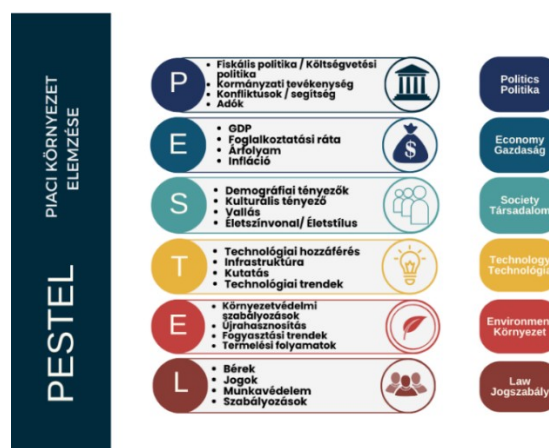 PIACI KÖRNYEZET
ELEMZÉSE
PESTEL
P
Fiskális politika / Költségvetési
politika
Kormányzati tevékenység
Konfliktusok / segítség
Adók
Politics
Politika
E
GDP
Foglalkoztatási ráta
Árfolyam
Infláció
$
Economy
Gazdaság
S
Demográfiai tényezők
Kulturális tényező
Vallás
Életszínvonal/ Életstílus
Society
Társadalom
T
Technológiai hozzáférés
Infrastruktúra
Kutatás
Technológiai trendek
Technology
Technológia
E
Környezetvédelmi
szabályozások
Újrahasznosítás
Fogyasztási trendek
Termelési folyamatok
Environmen
Környezet
L
Bérek
Jogok
Munkavédelem
Szabályozások
Law
Jogszabály